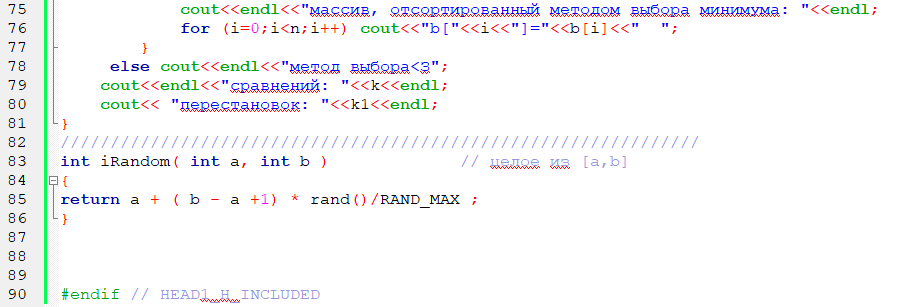 75 cout<<endl<<"массив, отсортированный методом выбора минимума: "<<endl;
76 for (i=0;i<n;i++) cout<<"b["<<i<<"]="<<b[i]<<"  ";
77 }
78 else cout<<endl<<"метод выбора<3";
79 cout<<endl<<"сравнений: "<<k<<endl;
80 cout<< "перестановок: "<<k1<<endl;
81 }
82 ////////////////////////////////////////////////////////////////
83 int iRandom( int a, int b ) // целое из [a,b]
84 {
85 return a + ( b - a +1) * rand()/RAND_MAX ;
86 }
87
88
89
90 #endif // HEAD1_H_INCLUDED